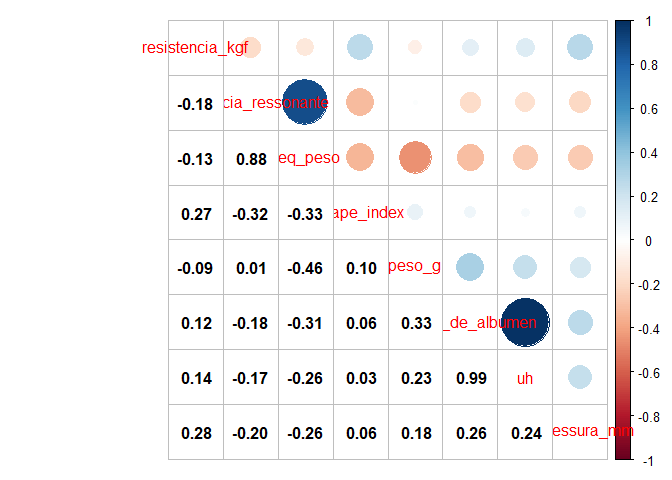 resistencia_kgf
1
-0.18 cia_ressonante 0.8
-0.13 0.88 eq_peso 0.6
0.4
0.27 -0.32 -0.33 ape_index 0.2
-0.09 0.01 -0.46 0.10 peso_g 0
-0.2
0.12 -0.18 -0.31 0.06 0.33 _de_albumen -0.4
0.14 -0.17 -0.26 0.03 0.23 0.99 uh -0.6
-0.8
0.28 -0.20 -0.26 0.06 0.18 0.26 0.24 essura_mm
-1